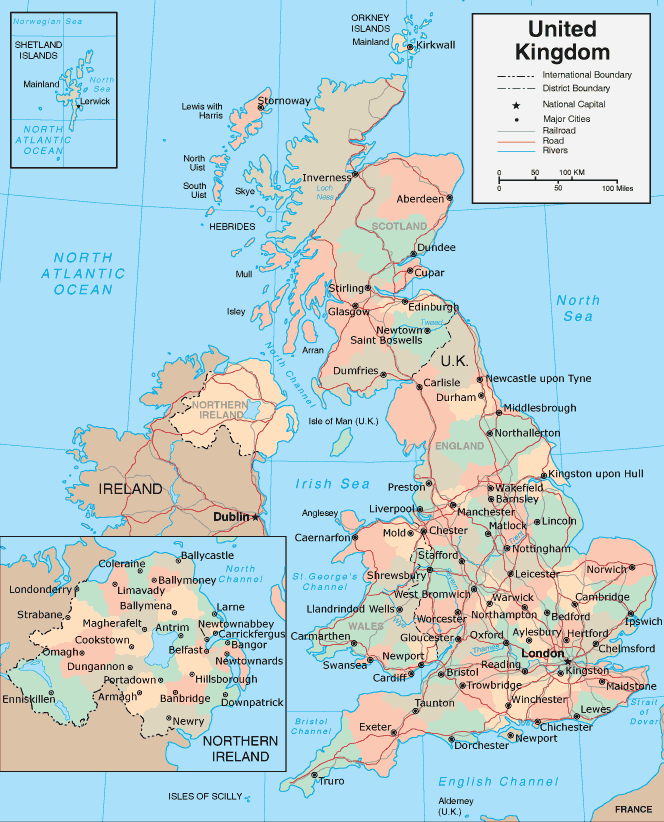 Norwegian Sea
SHETLAND
ISLANDS
Mainland
North
Sea
Lerwick
NORTH
ATLANTIC
OCEAN
ORKNEY
ISLANDS
Mainland
Kirkwall
United
Kingdom
International Boundary
District Boundary
National Capital
Major Cities
Railroad
Road
Rivers
0 50 100 KM
0 50 100 Miles
Lewis with
Harris
Stornoway
North
Uist
South
Uist
Skye
Inverness
Loch
Ness
Aberdeen
SCOTLAND
HEBRIDES
Dundee
Cupar
Mull
Stirling
NORTH
ATLANTIC
OCEAN
North
Sea
Glasgow
Edinburgh
Isley
Newtown
Saint Boswells
Tweed
Arran
U.K.
North Channel
Dumfries
Carlisle
Newcastle upon Tyne
Durham
Middlesbrough
NORTHERN
IRELAND
Isle of Man (U.K.)
Northallerton
ENGLAND
Kingston upon Hull
IRELAND
Irish Sea
Preston
Wakefield
Barnsley
Dublin
Anglesey
Liverpool
Manchester
Lincoln
Caernarfon
Mold
Chester
Matlock
Trent
Stafford
Nottingham
St.George's
Channel
Shrewsbury
Leicester
Norwich
West Bromwich
Severn
Llandrindod Wells
Warwick
Cambridge
WALES
Wye
Worcester
Northampton
Bedford
Ipswich
Carmarthen
Gloucester
Oxford
Aylesbury
Hertford
Chelmsford
Swansea
Newport
Thames
London
Cardiff
Bristol
Reading
Kingston
Trowbridge
Maidstone
Taunton
Winchester
Lewes
Strait
of
Dover
Bristol
Channel
Exeter
Chichester
Dorchester
Newport
Truro
English Channel
ISLES OF SCILLY
Alderney
(U.K.)
FRANCE
Ballycastle
Coleraine
North
Channel
Ballymoney
Londonderry
Limavady
Ballymena
Larne
Strabane
Magherafelt
Antrim
Newtownabbey
Carrickfergus
Cookstown
Bangor
Omagh
Belfast
Newtownards
Dungannon
Portadown
Hillsborough
Enniskillen
Armagh
Banbridge
Downpatrick
Newry
NORTHERN
IRELAND